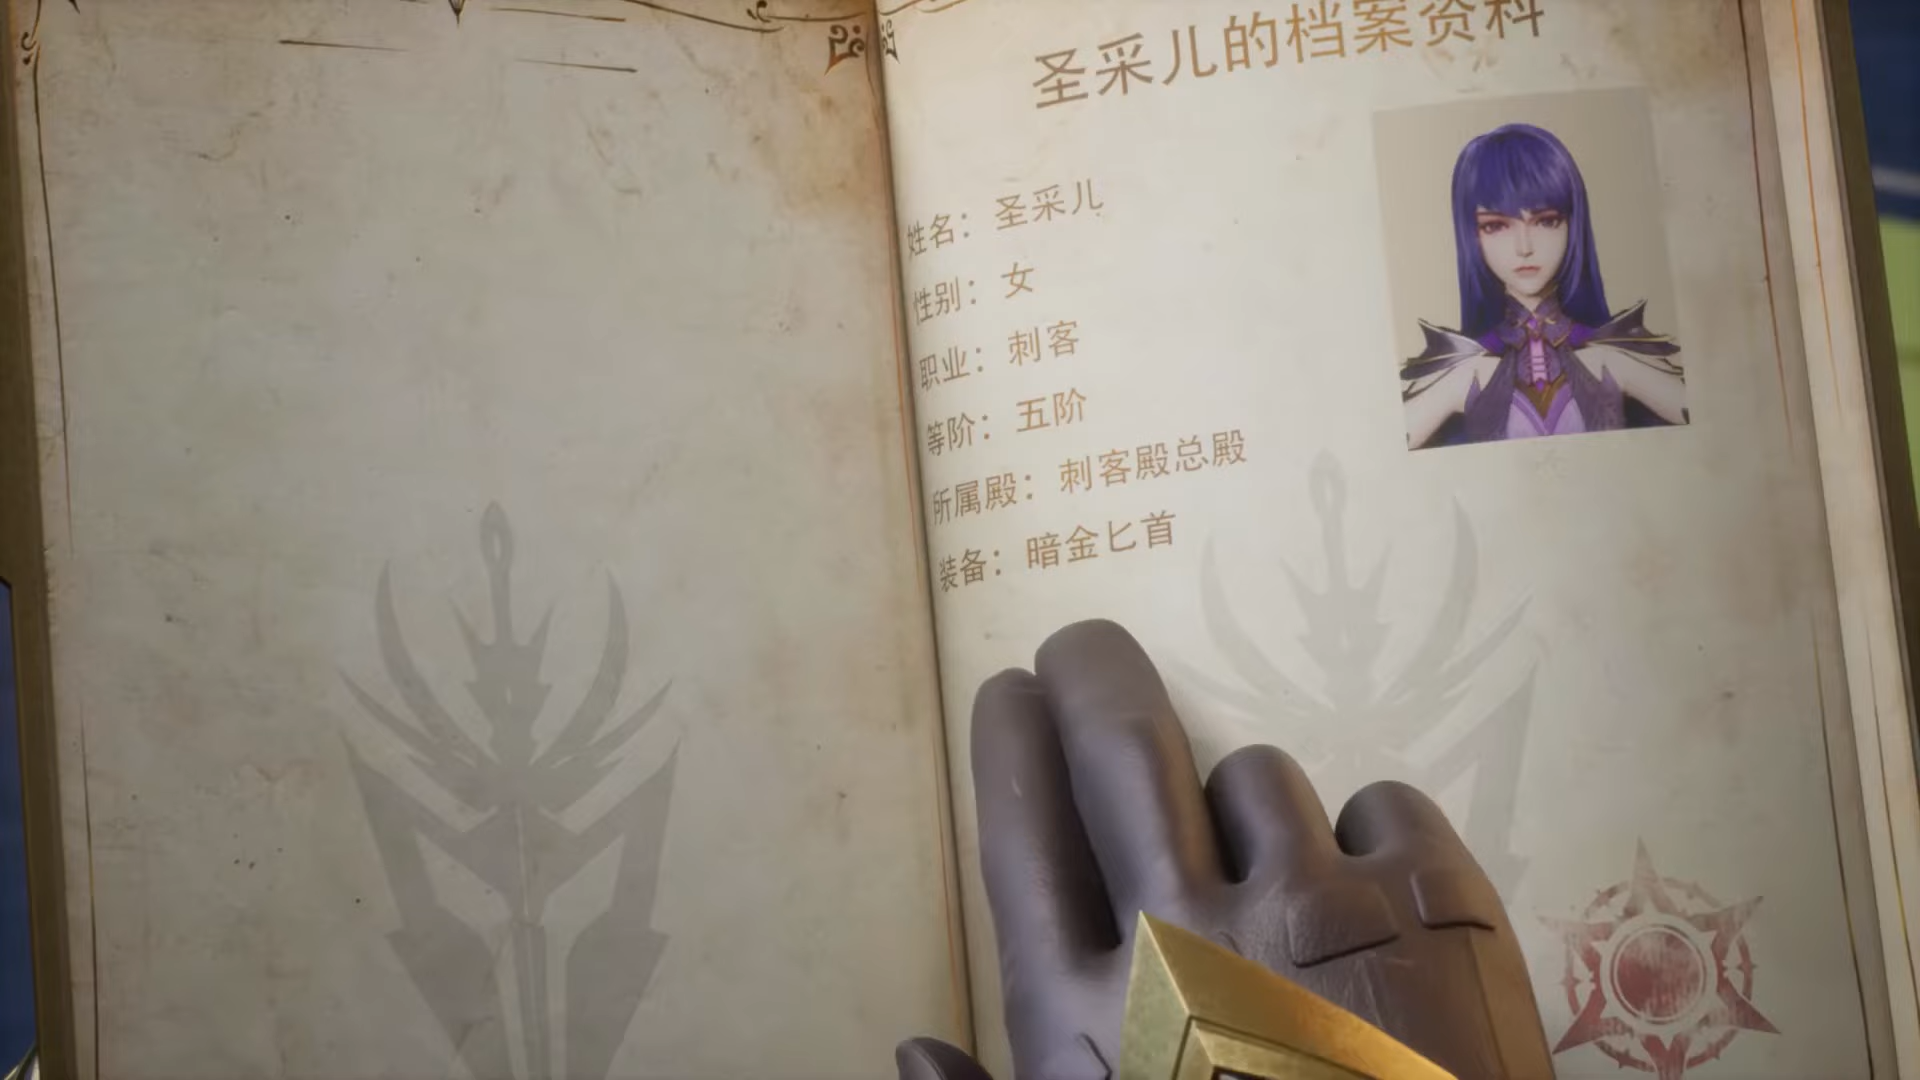 圣采儿的档案资料
姓名：圣采儿
性别：女
职业：刺客
等阶：五阶
所属殿：刺客殿总殿
装备：暗金匕首